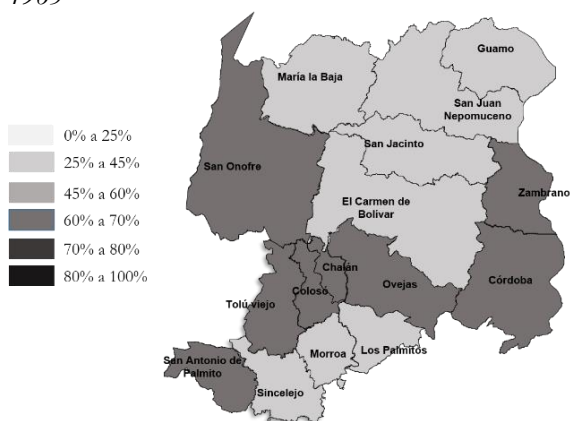 0% a 25%
25% a 45%
45% a 60%
60% a 70%
70% a 80%
80% a 100%
Guamo
María la Baja
San Juan
Nepomuceno
San Jacinto
San Onofre
Zambrano
El Carmen de
Bolívar
Chalán
Ovejas
Córdoba
Colosó
Tolú viejo
Morroa
Los Palmitos
San Antonio de
Palmito
Sincelejo